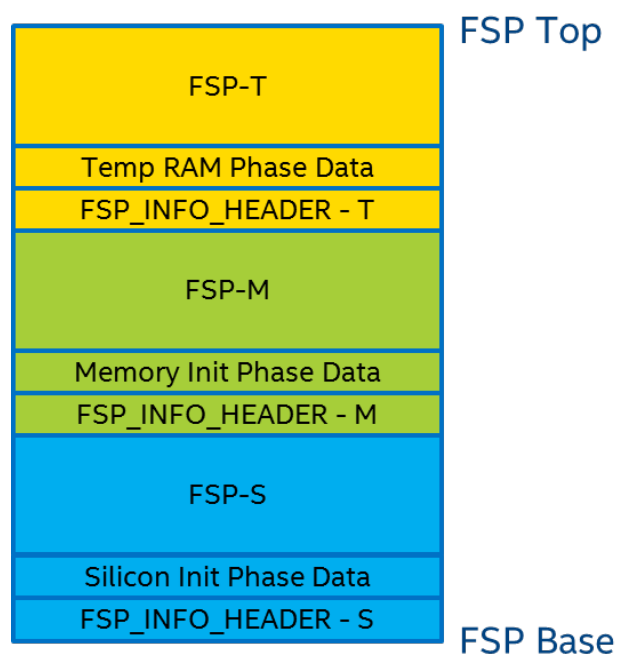 FSP Top
FSP-T
Temp RAM Phase Data
FSP_INFO_HEADER - T
FSP-M
Memory Init Phase Data
FSP_INFO_HEADER - M
FSP-S
Silicon Init Phase Data
FSP_INFO_HEADER - S
FSP Base